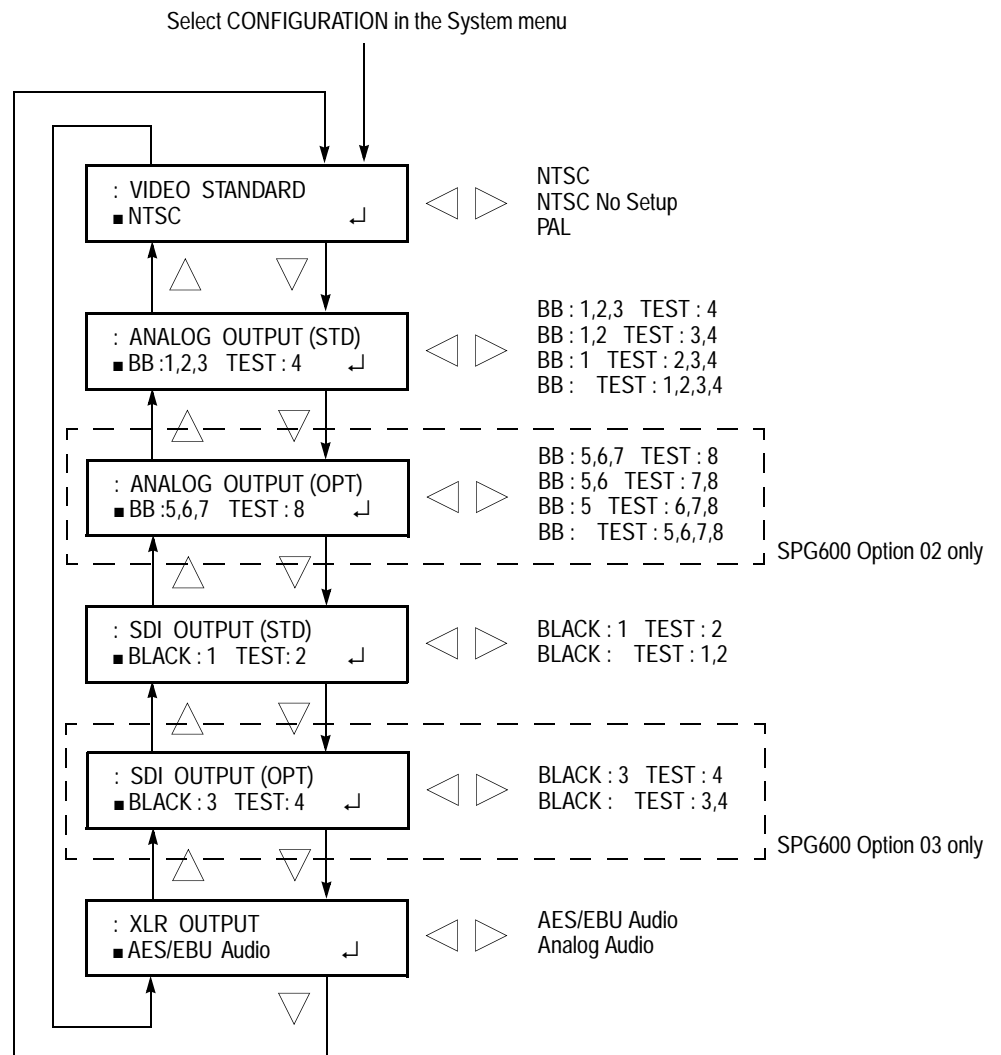 Select CONFIGURATION in the System menu
: VIDEO STANDARD
■ NTSC ↵
NTSC
NTSC No Setup
PAL
: ANALOG OUTPUT (STD)
■ BB :1,2,3 TEST : 4 ↵
BB : 1,2,3 TEST : 4
BB : 1,2 TEST : 3,4
BB : 1 TEST : 2,3,4
BB : TEST : 1,2,3,4
: ANALOG OUTPUT (OPT)
■ BB :5,6,7 TEST : 8 ↵
BB : 5,6,7 TEST : 8
BB : 5,6 TEST : 7,8
BB : 5 TEST : 6,7,8
BB : TEST : 5,6,7,8
SPG600 Option 02 only
: SDI OUTPUT (STD)
■ BLACK : 1 TEST: 2 ↵
BLACK : 1 TEST : 2
BLACK : TEST : 1,2
: SDI OUTPUT (OPT)
■ BLACK : 3 TEST: 4 ↵
BLACK : 3 TEST : 4
BLACK : TEST : 3,4
SPG600 Option 03 only
: XLR OUTPUT
■ AES/EBU Audio ↵
AES/EBU Audio
Analog Audio